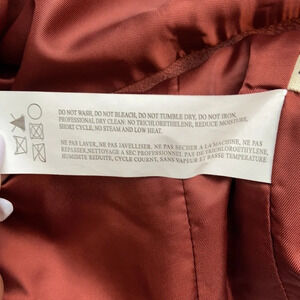 DO NOT WASH, DO NOT BLEACH, DO NOT TUMBLE DRY, DO NOT IRON,
PROFESSIONAL DRY CLEAN: NO TRICHLORETHYLENE, REDUCE MOISTURE,
SHORT CYCLE; NO STEAM AND LOW HEAT.
NE PAS LAVER, NE PAS JAVELLISER, NE PAS SECHER A LA MACHINE, NE PAS
REPASSER, NETTOYAGE A SEC PROFESSIONNEL. PAS DE TRICHLOROETHYLENE,
HUMIDITE REDUITE, CYCLE COURENT, SANS VAPEUR ET BASSE TEMPERATURE